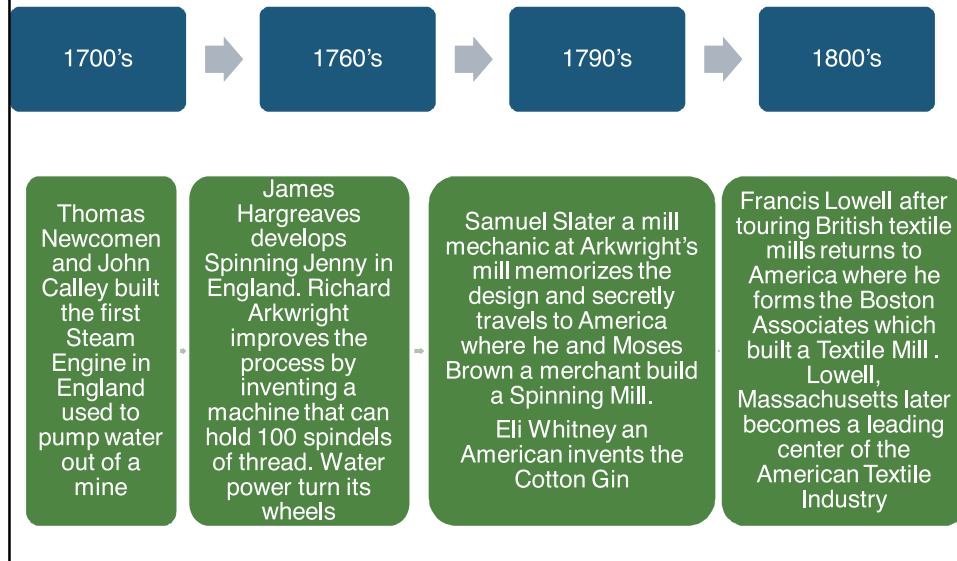 1700's
1760's
1790's
1800's
Thomas
Newcomen
and John
Calley built
the first
Steam
Engine in
England
used to
pump water
out of a
mine
James
Hargreaves
develops
Spinning Jenny in
England. Richard
Arkwright
improves the
process by
inventing a
machine that can
hold 100 spindels
of thread. Water
power turn its
wheels
Samuel Slater a mill
mechanic at Arkwright's
mill memorizes the
design and secretly
travels to America
where he and Moses
Brown a merchant build
a Spinning Mill.
Eli Whitney an
American invents the
Cotton Gin
Francis Lowell after
touring British textile
mills returns to
America where he
forms the Boston
Associates which
built a Textile Mill .
Lowell,
Massachusetts later
becomes a leading
center of the
American Textile
Industry